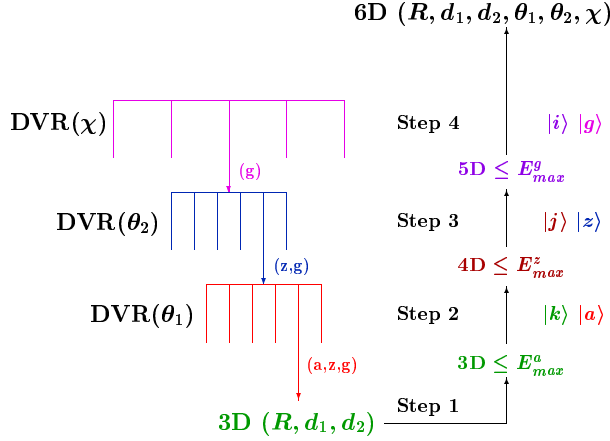 6D (R, d₁, d₂, θ₁, θ₂, χ)
DVR(χ) Step 4 |i⟩ |g⟩
(g) 5D ≤ E^g_max
DVR(θ₂) Step 3 |j⟩ |z⟩
(z,g) 4D ≤ E^z_max
DVR(θ₁) Step 2 |k⟩ |a⟩
(a,z,g) 3D ≤ E^a_max
Step 1
3D (R, d₁, d₂)